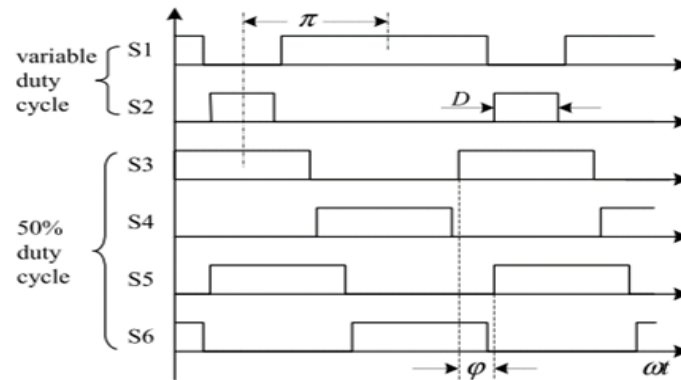 π
S1
variable
duty
cycle
S2
D
S3
S4
50%
duty
cycle
S5
S6
φ
ωt